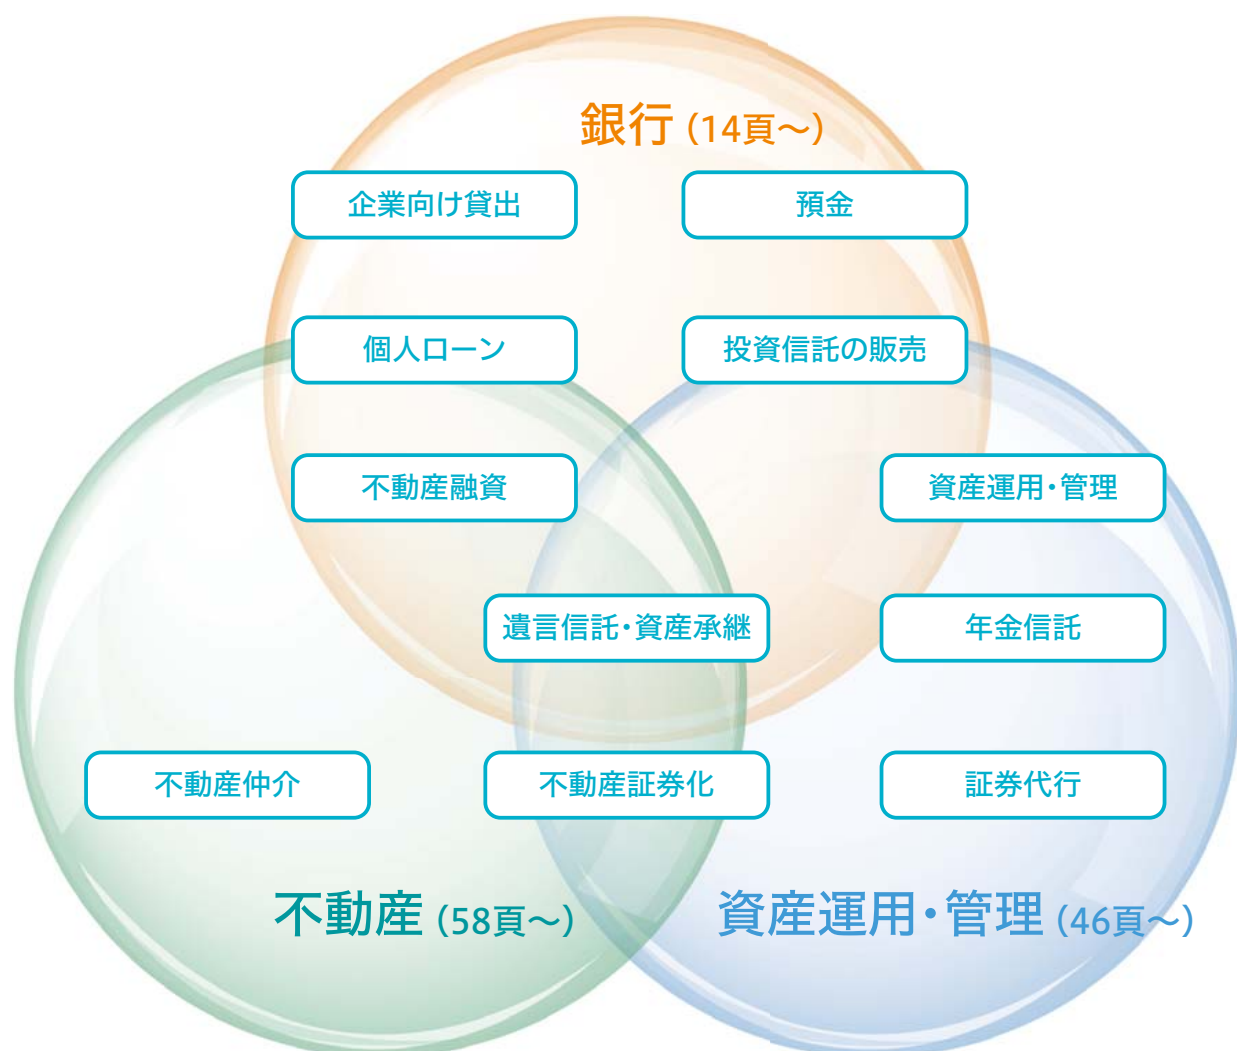 銀行（14頁～）
企業向け貸出
預金
個人ローン
投資信託の販売
不動産融資
資産運用・管理
遺言信託・資産承継
年金信託
不動産仲介
不動産証券化
証券代行
不動産（58頁～）
資産運用・管理（46頁～）